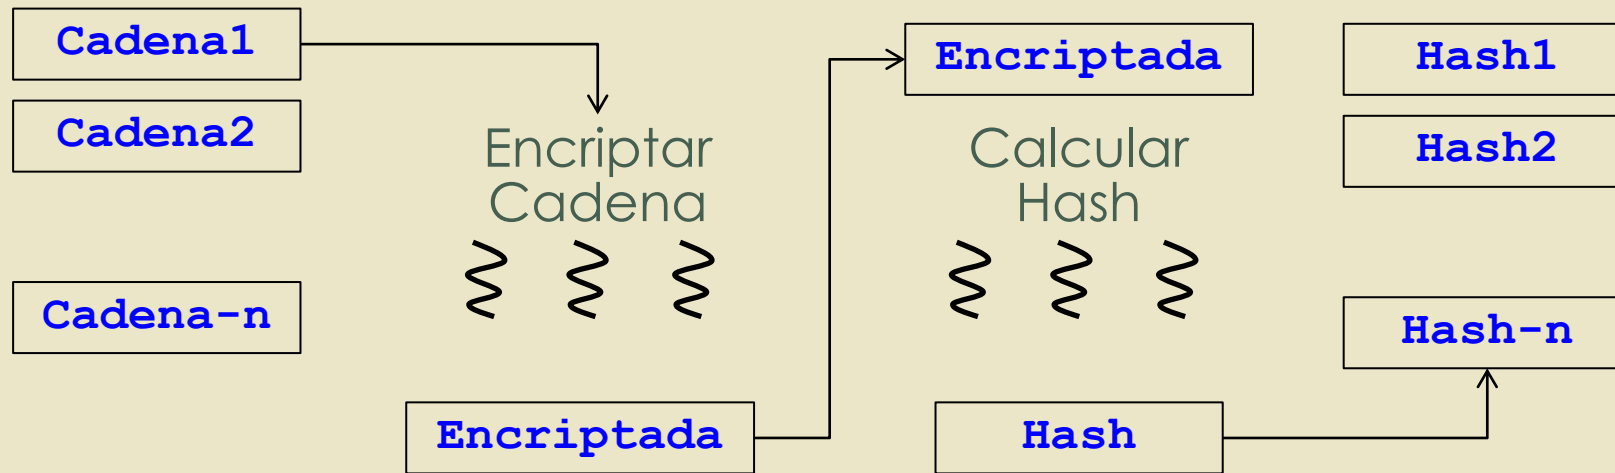 Cadena1
Cadena2
Cadena-n
Encriptar
Cadena
Encriptada
Encriptada
Calcular
Hash
Hash
Hash1
Hash2
Hash-n